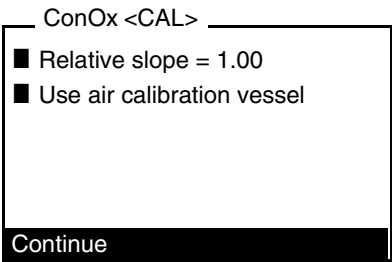 ConOx <CAL>
■ Relative slope = 1.00
■ Use air calibration vessel
Continue